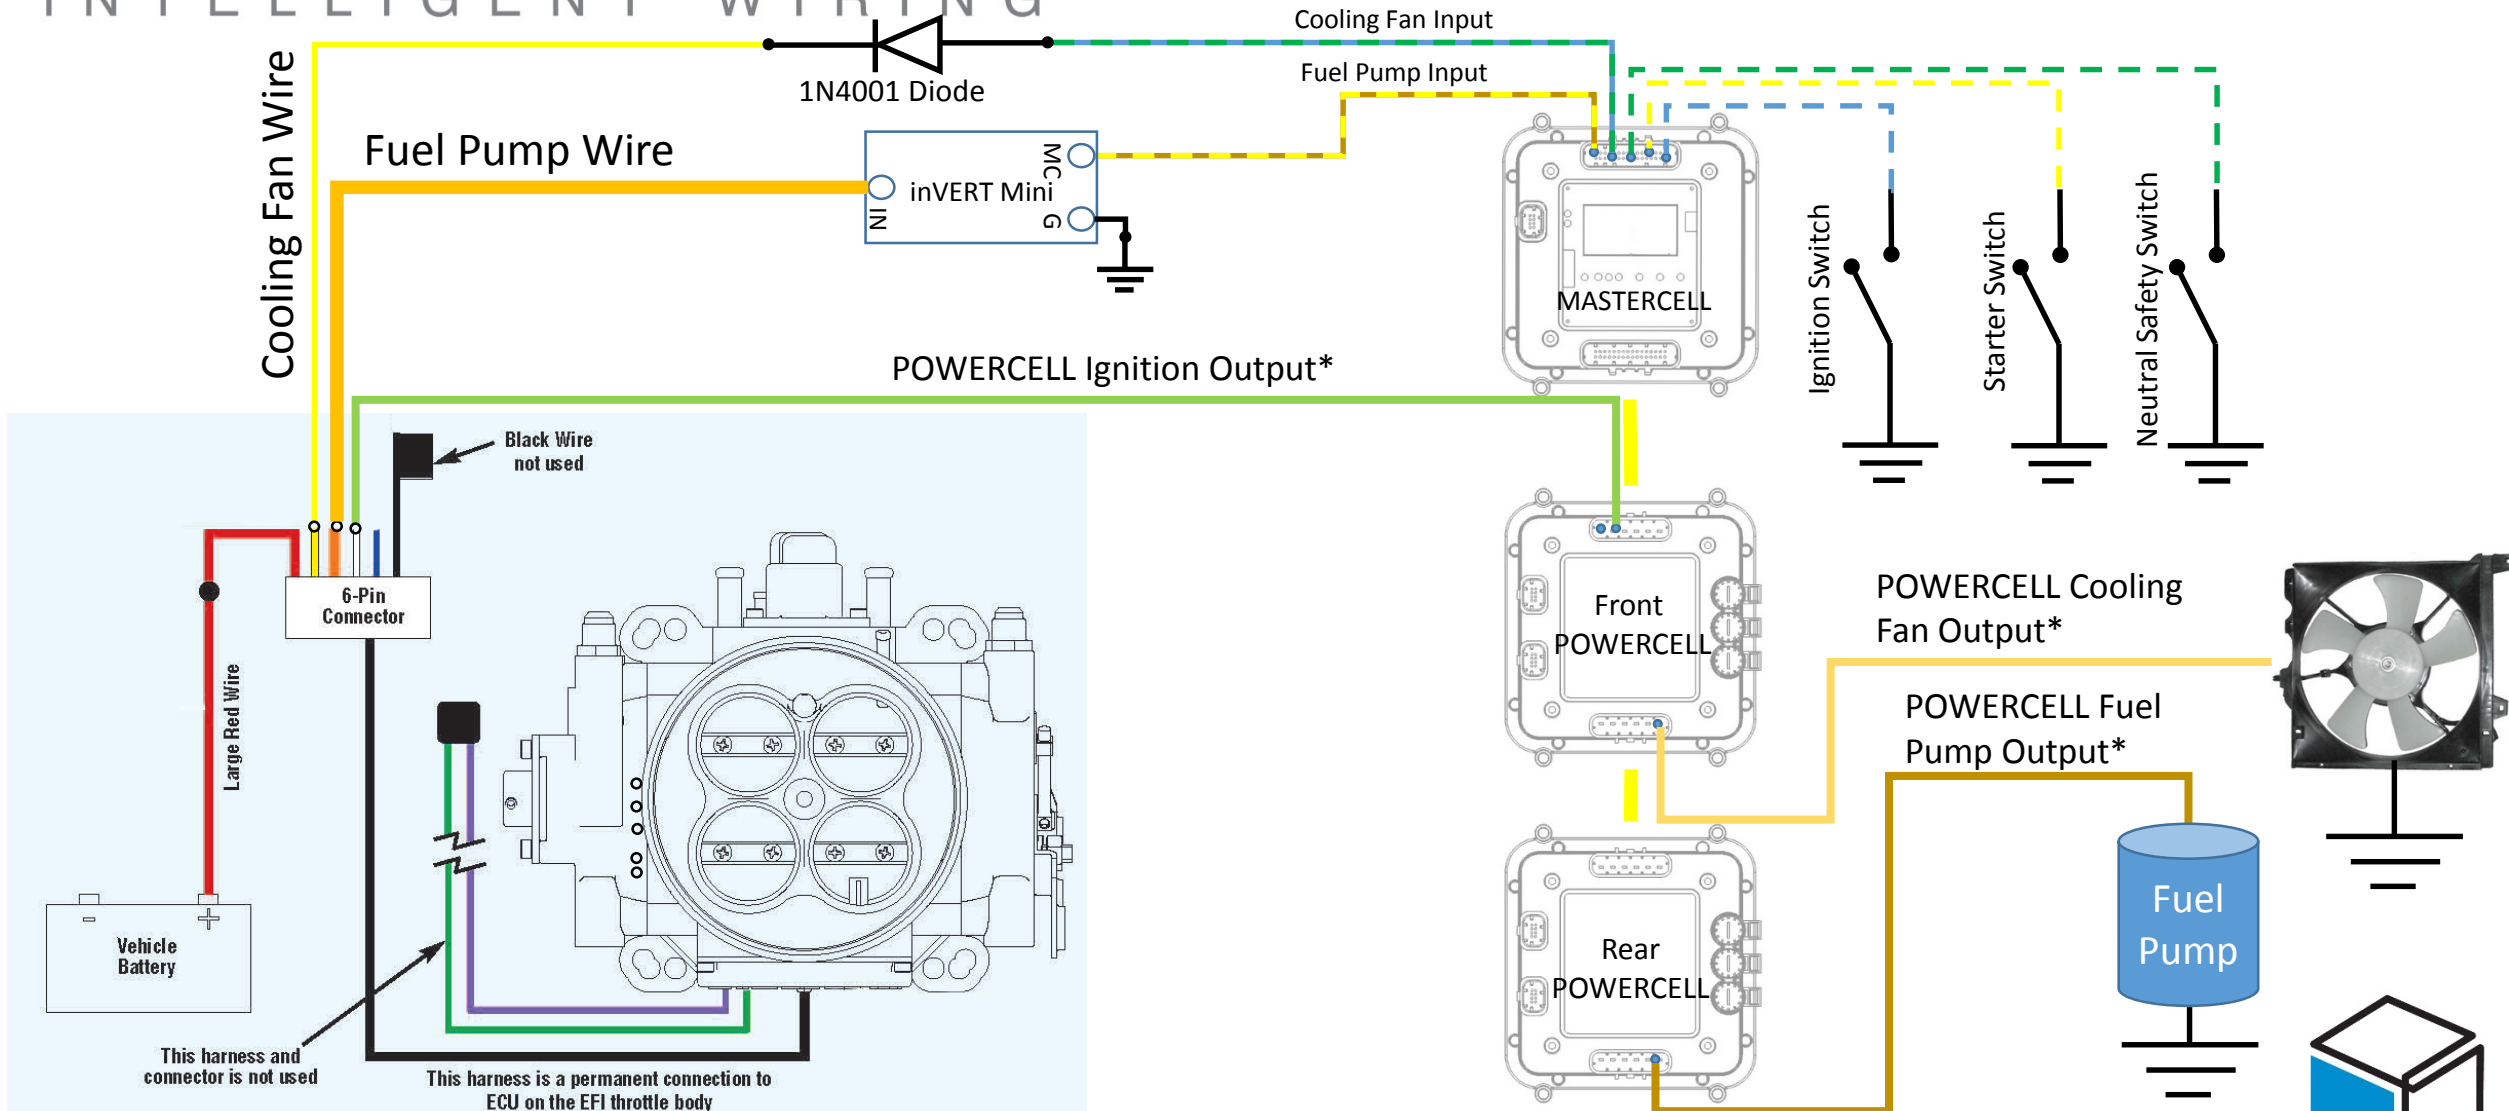 INTELLIGENT WIRING
Cooling Fan Input
Fuel Pump Input
1N4001 Diode
Cooling Fan Wire
Fuel Pump Wire
MC
inVERT Mini
IN
G
MASTERCELL
Ignition Switch
Starter Switch
Neutral Safety Switch
POWERCELL Ignition Output*
Black Wire
not used
6-Pin
Connector
Large Red Wire
Front
POWERCELL
POWERCELL Cooling
Fan Output*
POWERCELL Fuel
Pump Output*
-
+
Vehicle
Battery
Rear
POWERCELL
Fuel
Pump
This harness and
connector is not used
This harness is a permanent connection to
ECU on the EFI throttle body